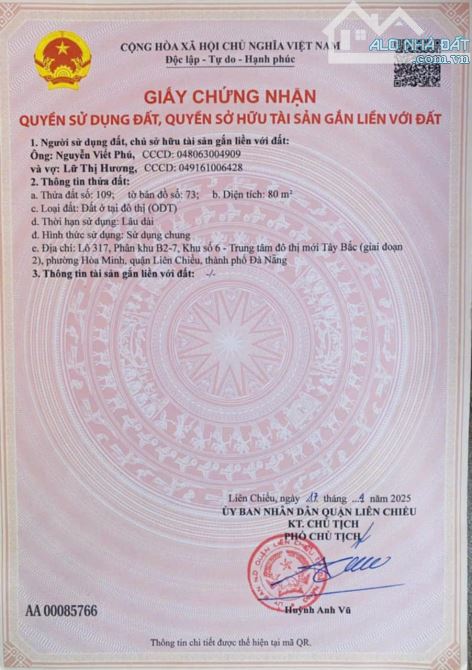 ALO NHÀ ĐẤT
CỘNG HÒA XÃ HỘI CHỦ NGHĨA VIỆT NAM
Độc lập - Tự do - Hạnh phúc
GIẤY CHỨNG NHẬN
QUYỀN SỬ DỤNG ĐẤT, QUYỀN SỞ HỮU TÀI SẢN GẮN LIỀN VỚI ĐẤT
1. Người sử dụng đất, chủ sở hữu tài sản gắn liền với đất:
Ông: Nguyễn Viết Phú, CCCD: 048063004909
và vợ: Lữ Thị Hương, CCCD: 049161006428
2. Thông tin thửa đất:
a. Thửa đất số: 109; tờ bản đồ số: 73; b. Diện tích: 80 m²
c. Loại đất: Đất ở tại đô thị (ODT)
d. Thời hạn sử dụng: Lâu dài
đ. Hình thức sử dụng: Sử dụng chung
e. Địa chỉ: Lô 317, Phân khu B2-7, Khu số 6 - Trung tâm đô thị mới Tây Bắc (giai đoạn
2), phường Hòa Minh, quận Liên Chiểu, thành phố Đà Nẵng
3. Thông tin tài sản gắn liền với đất: -/-
Liên Chiểu, ngày 17 tháng 4 năm 2025
ỦY BAN NHÂN DÂN QUẬN LIÊN CHIỂU
KT. CHỦ TỊCH
PHÓ CHỦ TỊCH
Huỳnh Anh Vũ
AA 00085766
Thông tin chi tiết được thể hiện tại mã QR.